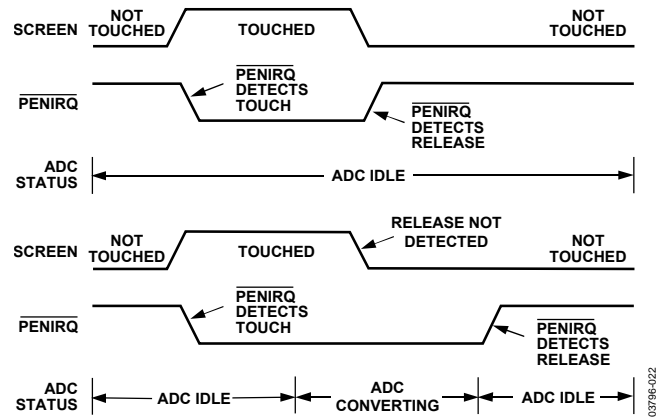 SCREEN
NOT
TOUCHED
TOUCHED
NOT
TOUCHED
PENIRQ
PENIRQ
DETECTS
TOUCH
PENIRQ
DETECTS
RELEASE
ADC
STATUS
ADC IDLE
SCREEN
NOT
TOUCHED
TOUCHED
RELEASE NOT
DETECTED
NOT
TOUCHED
PENIRQ
PENIRQ
DETECTS
TOUCH
PENIRQ
DETECTS
RELEASE
ADC
STATUS
ADC IDLE
ADC
CONVERTING
ADC IDLE
03796-022